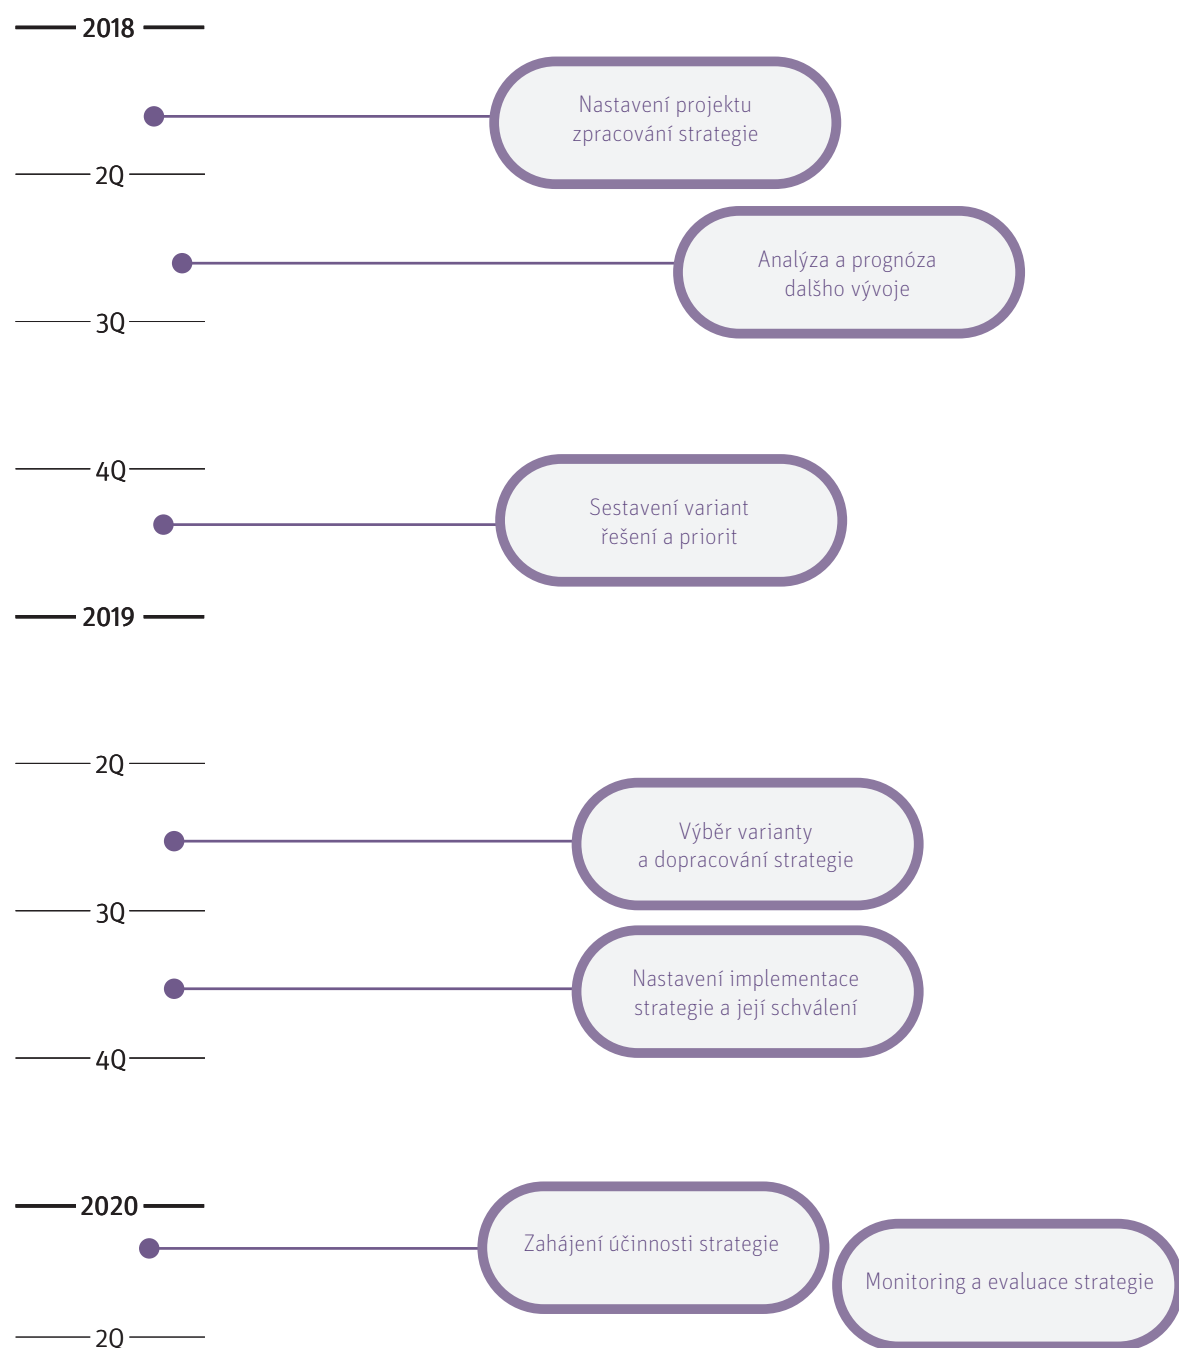 2018
Nastavení projektu
zpracování strategie
2Q
Analýza a prognóza
dalšho vývoje
3Q
4Q
Sestavení variant
řešení a priorit
2019
2Q
Výběr varianty
a dopracování strategie
3Q
Nastavení implementace
strategie a její schválení
4Q
2020
Zahájení účinnosti strategie
Monitoring a evaluace strategie
2Q